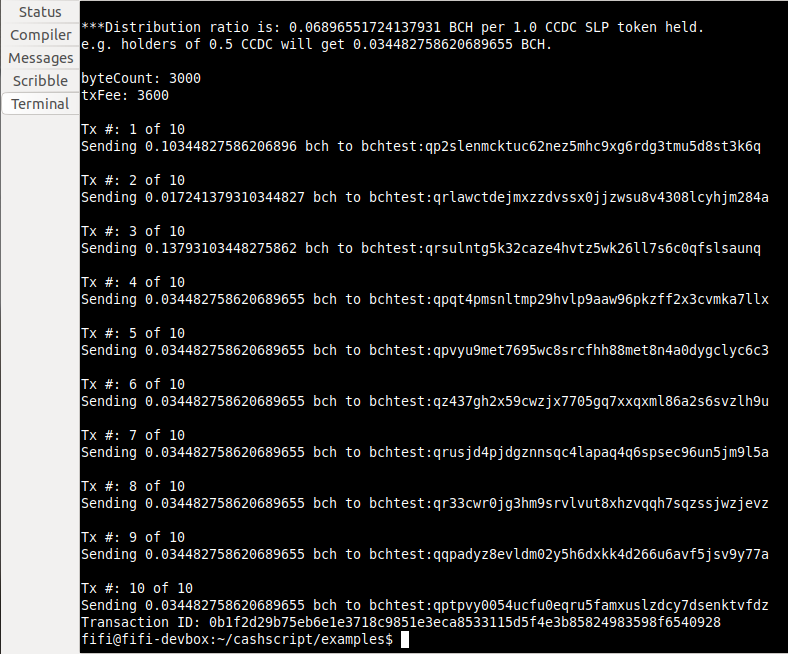 Status
Compiler
Messages
Scribble
Terminal
***Distribution ratio is: 0.06896551724137931 BCH per 1.0 CCDC SLP token held.
e.g. holders of 0.5 CCDC will get 0.034482758620689655 BCH.
byteCount: 3000
txFee: 3600
Tx #: 1 of 10
Sending 0.10344827586206896 bch to bchtest:qp2slenmcktuc62nez5mhc9xg6rdg3tmu5d8st3k6q
Tx #: 2 of 10
Sending 0.017241379310344827 bch to bchtest:qrlawctdejmxzzdvssx0jjzwsu8v4308lcyhjm284a
Tx #: 3 of 10
Sending 0.13793103448275862 bch to bchtest:qrsulntg5k32caze4hvtz5wk26ll7s6c0qfslsaunq
Tx #: 4 of 10
Sending 0.034482758620689655 bch to bchtest:qpqt4pmsnltmp29hvlp9aaw96pkzff2x3cvmka7llx
Tx #: 5 of 10
Sending 0.034482758620689655 bch to bchtest:qpvyu9met7695wc8srcfhh88met8n4a0dygclyc6c3
Tx #: 6 of 10
Sending 0.034482758620689655 bch to bchtest:qz437gh2x59cwzjx7705gq7xxqxml86a2s6svzlh9u
Tx #: 7 of 10
Sending 0.034482758620689655 bch to bchtest:qrusjd4pjdgznnsqc4lapaq4q6spsec96un5jm9l5a
Tx #: 8 of 10
Sending 0.034482758620689655 bch to bchtest:qr33cwr0jg3hm9srvlvut8xhzvqqh7sqzssjwzjevz
Tx #: 9 of 10
Sending 0.034482758620689655 bch to bchtest:qqpadyz8evldm02y5h6dxkk4d266u6avf5jsv9y77a
Tx #: 10 of 10
Sending 0.034482758620689655 bch to bchtest:qptpvy0054ucfu0eqru5famxuslzdcy7dsenktvfdz
Transaction ID: 0b1f2d29b75eb6e1e3718c9851e3eca8533115d5f4e3b85824983598f6540928
fifi@fifi-devbox:~/cashscript/examples$